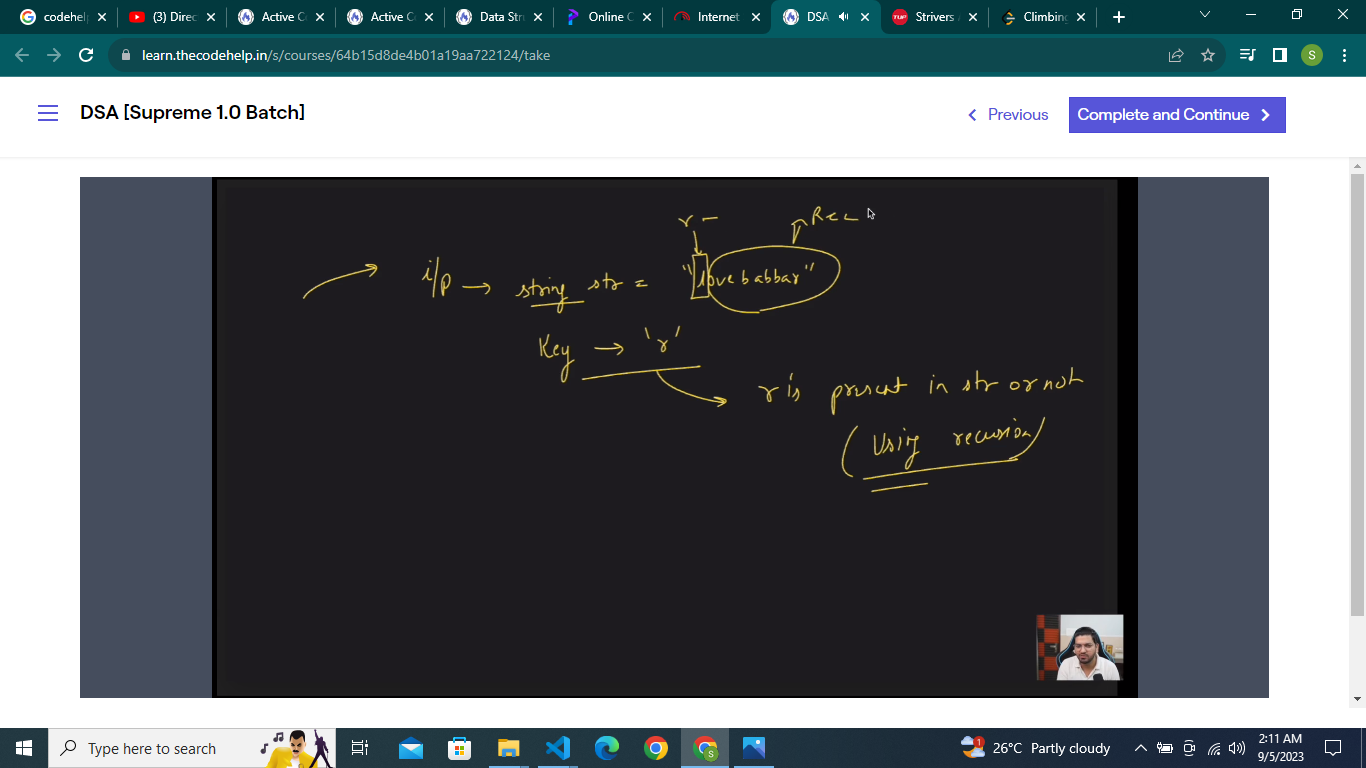 codehelp
(3) Direc
Active C
Active C
Data Str
Online C
Internet
DSA
Strivers
Climbing
learn.thecodehelp.in/s/courses/64b15d8de4b01a19aa722124/take
S
DSA [Supreme 1.0 Batch]
Previous
Complete and Continue
r - Rec
i/p → string str = "love babbar"
Key → 'r'
r is present in str or not
(Using recursion)
Type here to search
S
1
26°C Partly cloudy
2:11 AM
9/5/2023